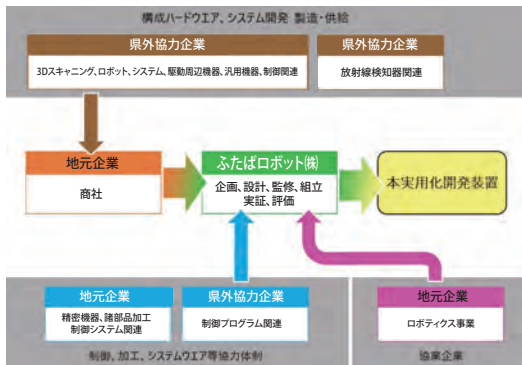 構成ハードウエア、システム開発 製造・供給
県外協力企業
3Dスキャニング、ロボット、システム、駆動周辺機器、汎用機器、制御関連
県外協力企業
放射線検知器関連
地元企業
商社
ふたばロボット㈱
企画、設計、監修、組立
実証、評価
本実用化開発装置
地元企業
精密機器、諸部品加工
制御システム関連
県外協力企業
制御プログラム関連
地元企業
ロボティクス事業
制御、加工、システムウエア等協力体制
協業企業